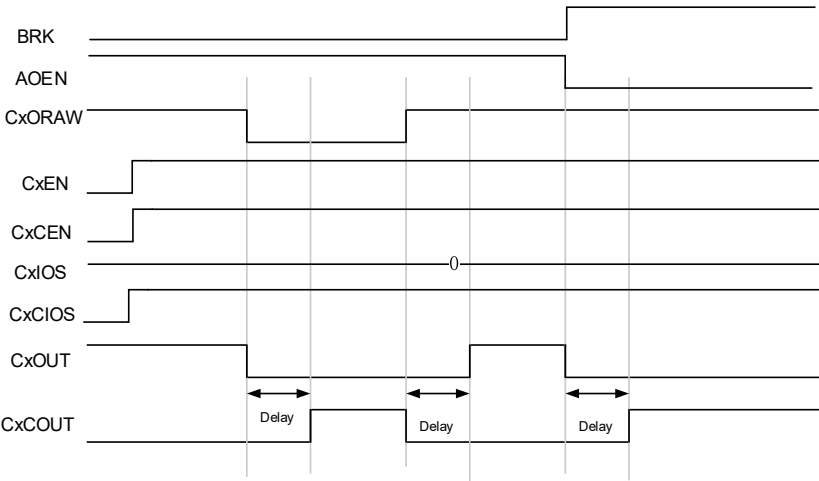 BRK
AOEN
CxORAW
CxEN
CxCEN
CxIOS
0
CxCIOS
CxOUT
Delay
Delay
Delay
CxCOUT